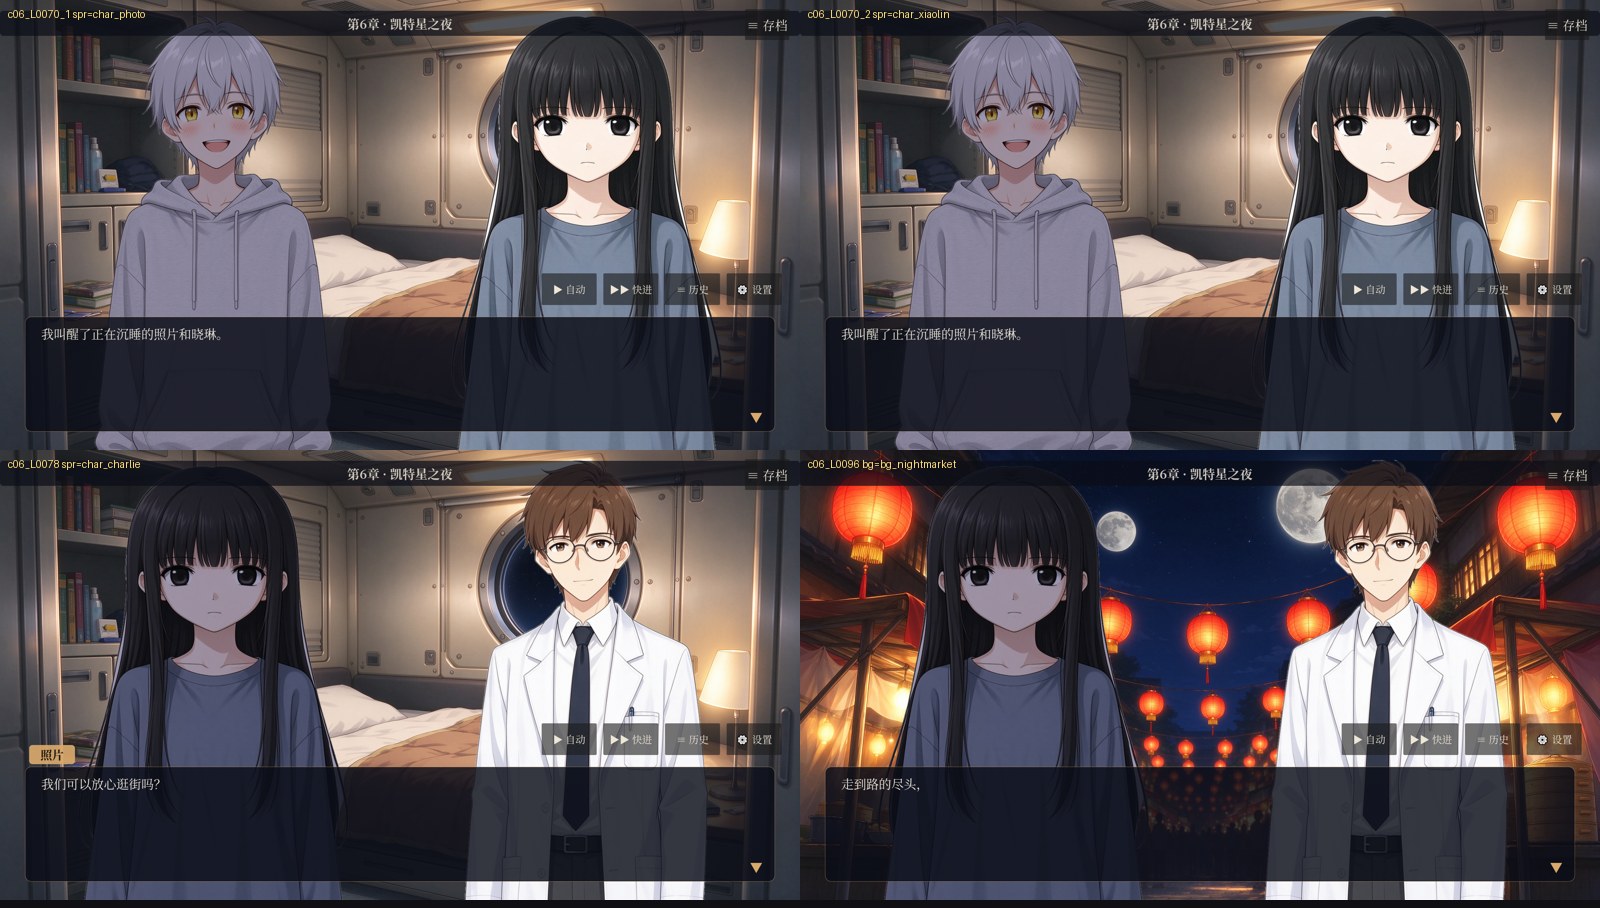 c06_L0070_1 spr=char_photo
第6章 · 凯特星之夜
≡ 存档
▶ 自动
▶▶ 快进
≡ 历史
设置
我叫醒了正在沉睡的照片和晓琳。
c06_L0070_2 spr=char_xiaolin
第6章 · 凯特星之夜
≡ 存档
▶ 自动
▶▶ 快进
≡ 历史
设置
我叫醒了正在沉睡的照片和晓琳。
c06_L0078 spr=char_charlie
第6章 · 凯特星之夜
≡ 存档
▶ 自动
▶▶ 快进
≡ 历史
设置
照片
我们可以放心逛街吗?
c06_L0096 bg=bg_nightmarket
第6章 · 凯特星之夜
≡ 存档
▶ 自动
▶▶ 快进
≡ 历史
设置
走到路的尽头,